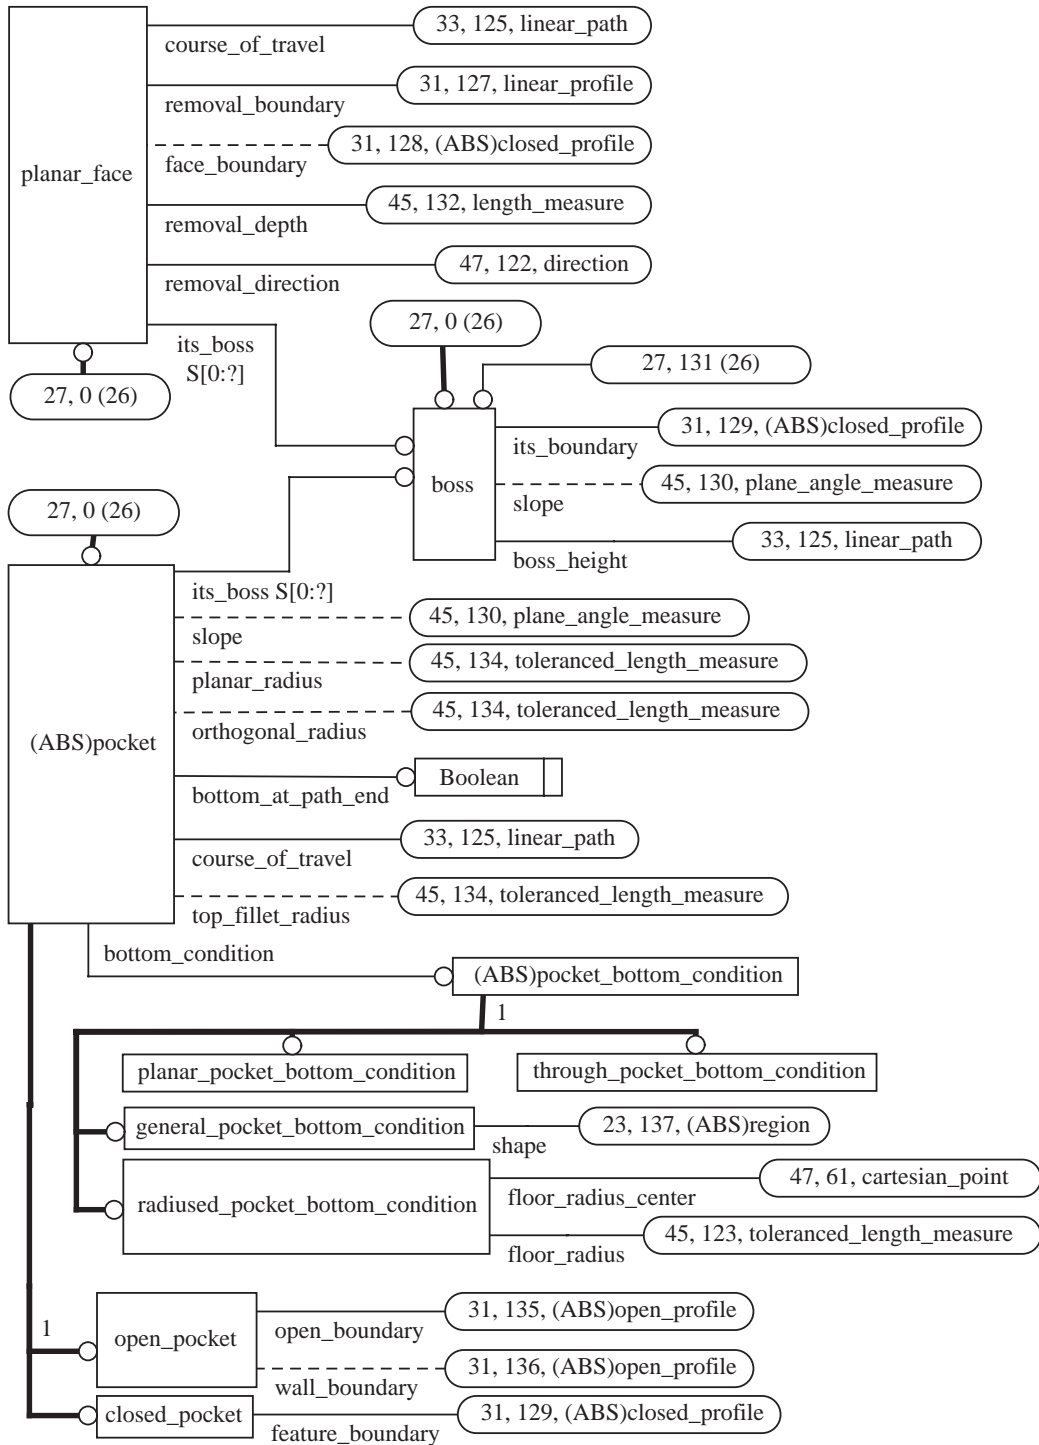 33, 125, linear_path
course_of_travel
31, 127, linear_profile
removal_boundary
31, 128, (ABS)closed_profile
face_boundary
planar_face
45, 132, length_measure
removal_depth
47, 122, direction
removal_direction
its_boss
S[0:?]
27, 0 (26)
27, 0 (26)
27, 131 (26)
31, 129, (ABS)closed_profile
its_boundary
boss
45, 130, plane_angle_measure
slope
33, 125, linear_path
boss_height
27, 0 (26)
its_boss S[0:?]
45, 130, plane_angle_measure
slope
45, 134, toleranced_length_measure
planar_radius
45, 134, toleranced_length_measure
orthogonal_radius
(ABS)pocket
Boolean
bottom_at_path_end
33, 125, linear_path
course_of_travel
45, 134, toleranced_length_measure
top_fillet_radius
bottom_condition
(ABS)pocket_bottom_condition
1
planar_pocket_bottom_condition
through_pocket_bottom_condition
general_pocket_bottom_condition
23, 137, (ABS)region
shape
radiused_pocket_bottom_condition
47, 61, cartesian_point
floor_radius_center
45, 123, toleranced_length_measure
floor_radius
1
open_pocket
31, 135, (ABS)open_profile
open_boundary
31, 136, (ABS)open_profile
wall_boundary
closed_pocket
31, 129, (ABS)closed_profile
feature_boundary